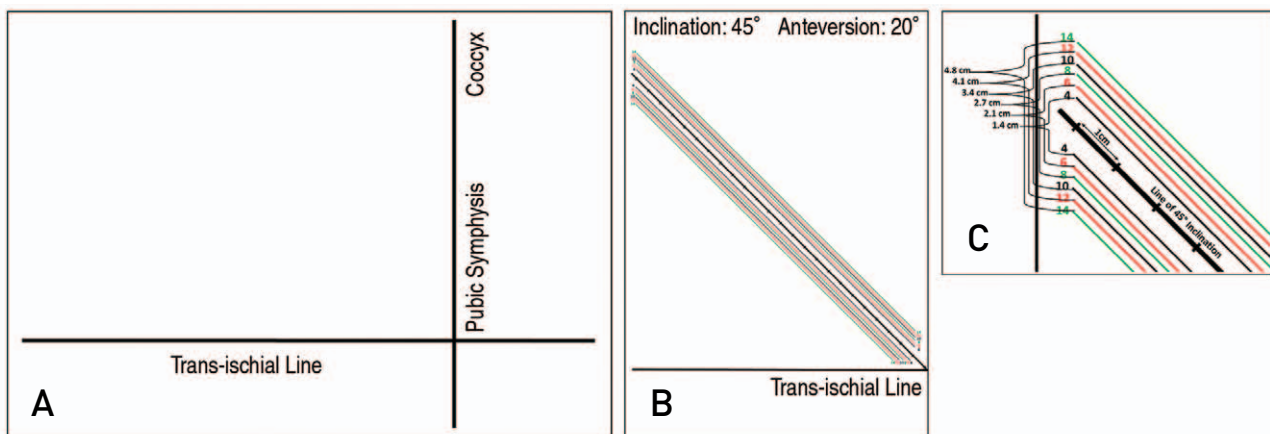 Coccyx
Pubic Symphysis
Trans-ischial Line
A
Inclination: 45° Anteversion: 20°
Trans-ischial Line
B
14
12
10
8
6
4
4.8 cm
4.1 cm
3.4 cm
2.7 cm
2.1 cm
1.4 cm
1cm
4
6
8
10
12
14
Line of 45° Inclination
C